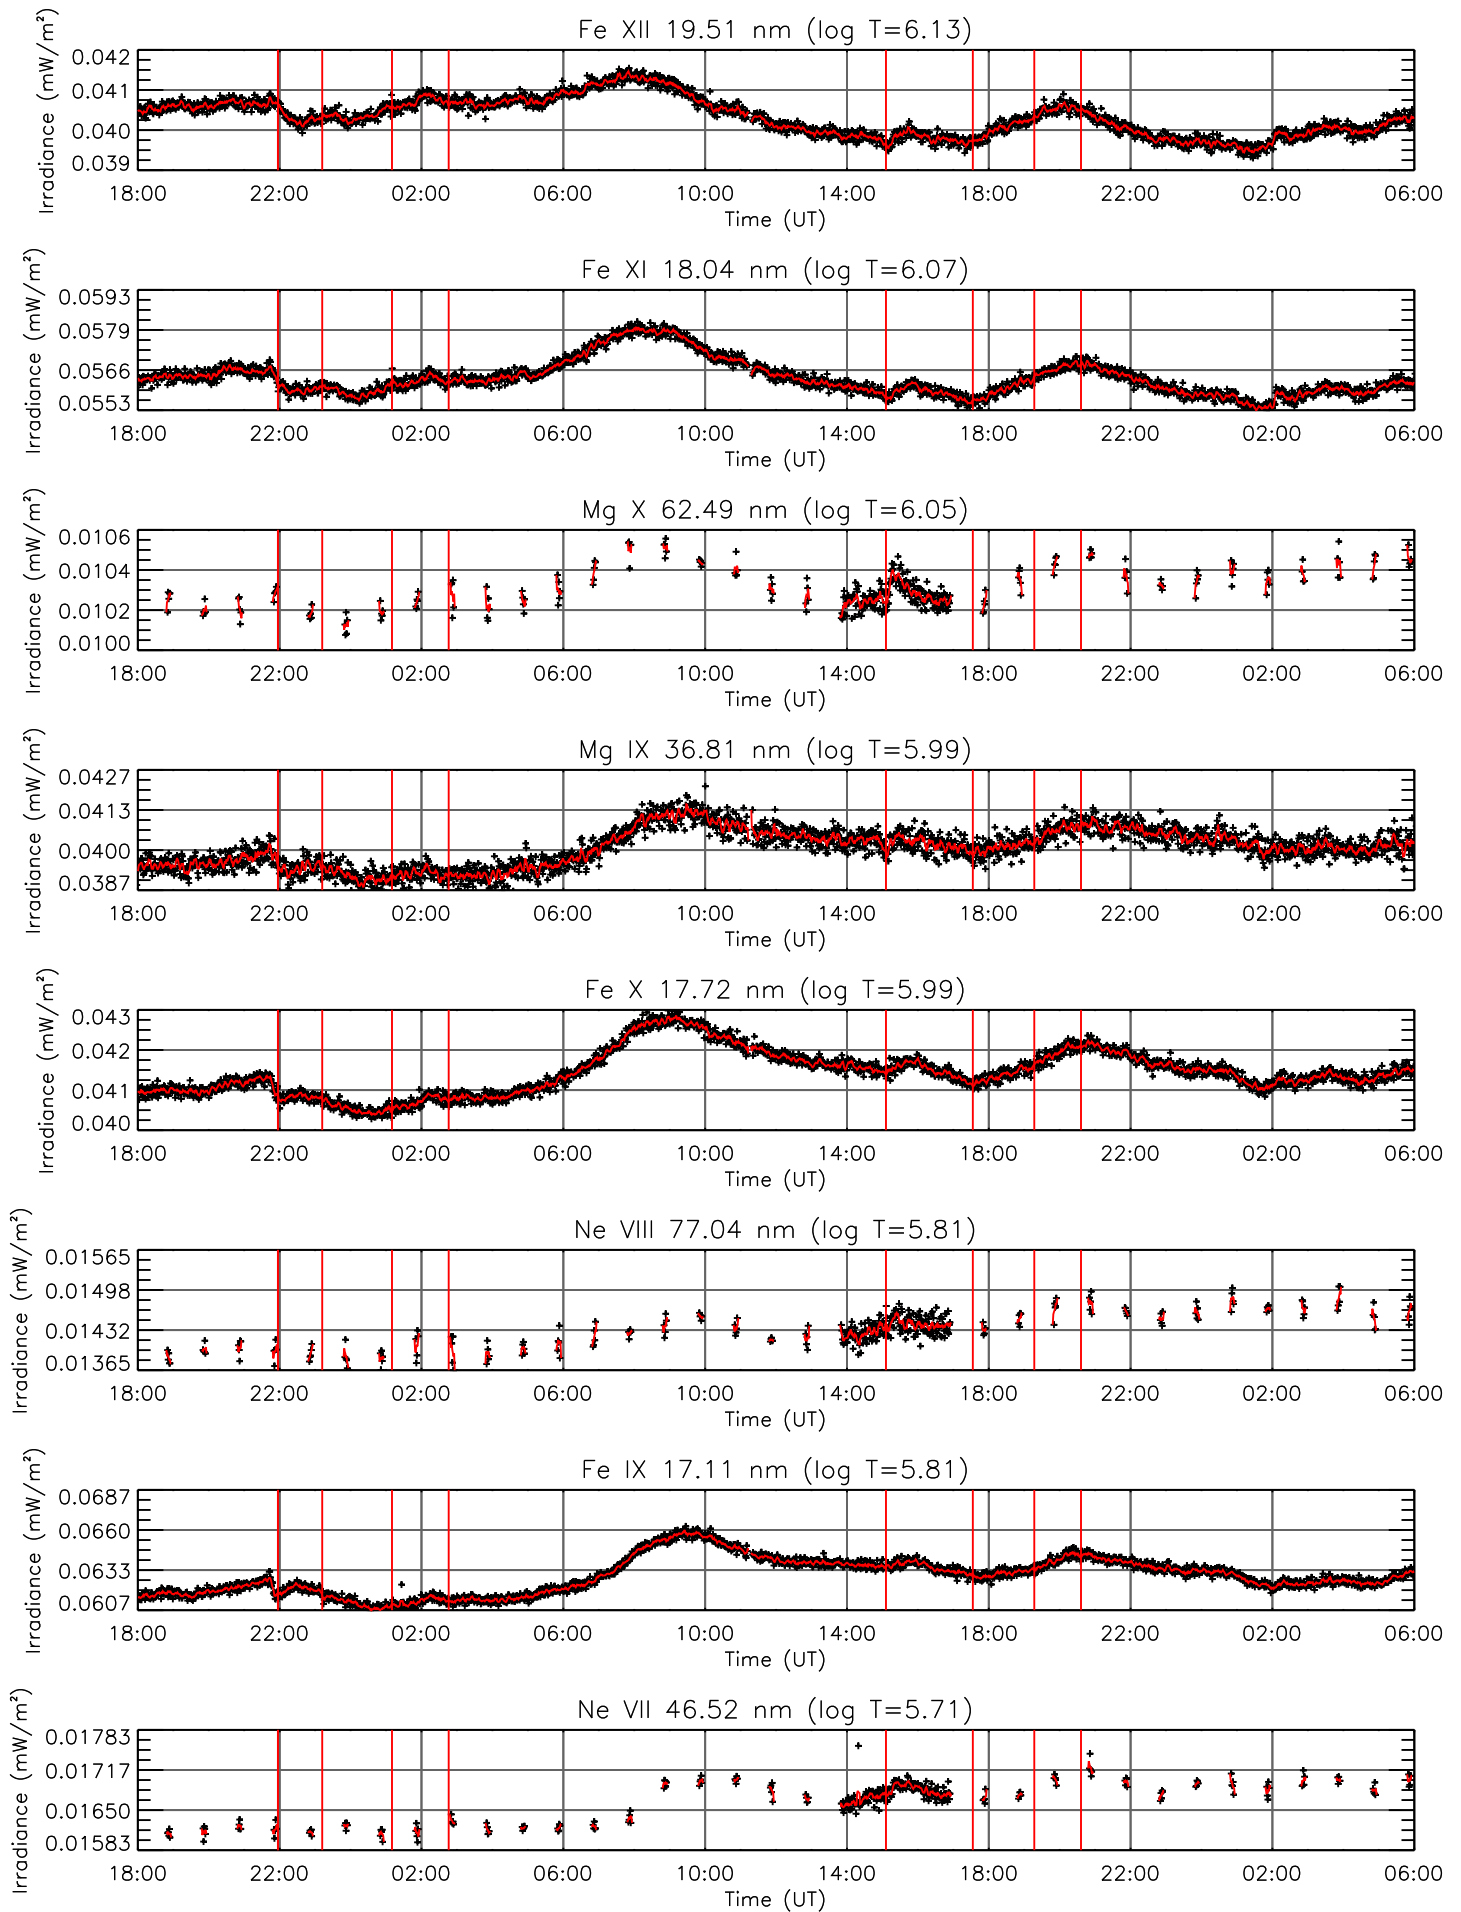 Fe XII 19.51 nm (log T=6.13)
Irradiance (mW/m²)
0.042
0.041
0.040
0.039
18:00 22:00 02:00 06:00 10:00 14:00 18:00 22:00 02:00 06:00
Time (UT)
Fe XI 18.04 nm (log T=6.07)
Irradiance (mW/m²)
0.0593
0.0579
0.0566
0.0553
18:00 22:00 02:00 06:00 10:00 14:00 18:00 22:00 02:00 06:00
Time (UT)
Mg X 62.49 nm (log T=6.05)
Irradiance (mW/m²)
0.0106
0.0104
0.0102
0.0100
18:00 22:00 02:00 06:00 10:00 14:00 18:00 22:00 02:00 06:00
Time (UT)
Mg IX 36.81 nm (log T=5.99)
Irradiance (mW/m²)
0.0427
0.0413
0.0400
0.0387
18:00 22:00 02:00 06:00 10:00 14:00 18:00 22:00 02:00 06:00
Time (UT)
Fe X 17.72 nm (log T=5.99)
Irradiance (mW/m²)
0.043
0.042
0.041
0.040
18:00 22:00 02:00 06:00 10:00 14:00 18:00 22:00 02:00 06:00
Time (UT)
Ne VIII 77.04 nm (log T=5.81)
Irradiance (mW/m²)
0.01565
0.01498
0.01432
0.01365
18:00 22:00 02:00 06:00 10:00 14:00 18:00 22:00 02:00 06:00
Time (UT)
Fe IX 17.11 nm (log T=5.81)
Irradiance (mW/m²)
0.0687
0.0660
0.0633
0.0607
18:00 22:00 02:00 06:00 10:00 14:00 18:00 22:00 02:00 06:00
Time (UT)
Ne VII 46.52 nm (log T=5.71)
Irradiance (mW/m²)
0.01783
0.01717
0.01650
0.01583
18:00 22:00 02:00 06:00 10:00 14:00 18:00 22:00 02:00 06:00
Time (UT)